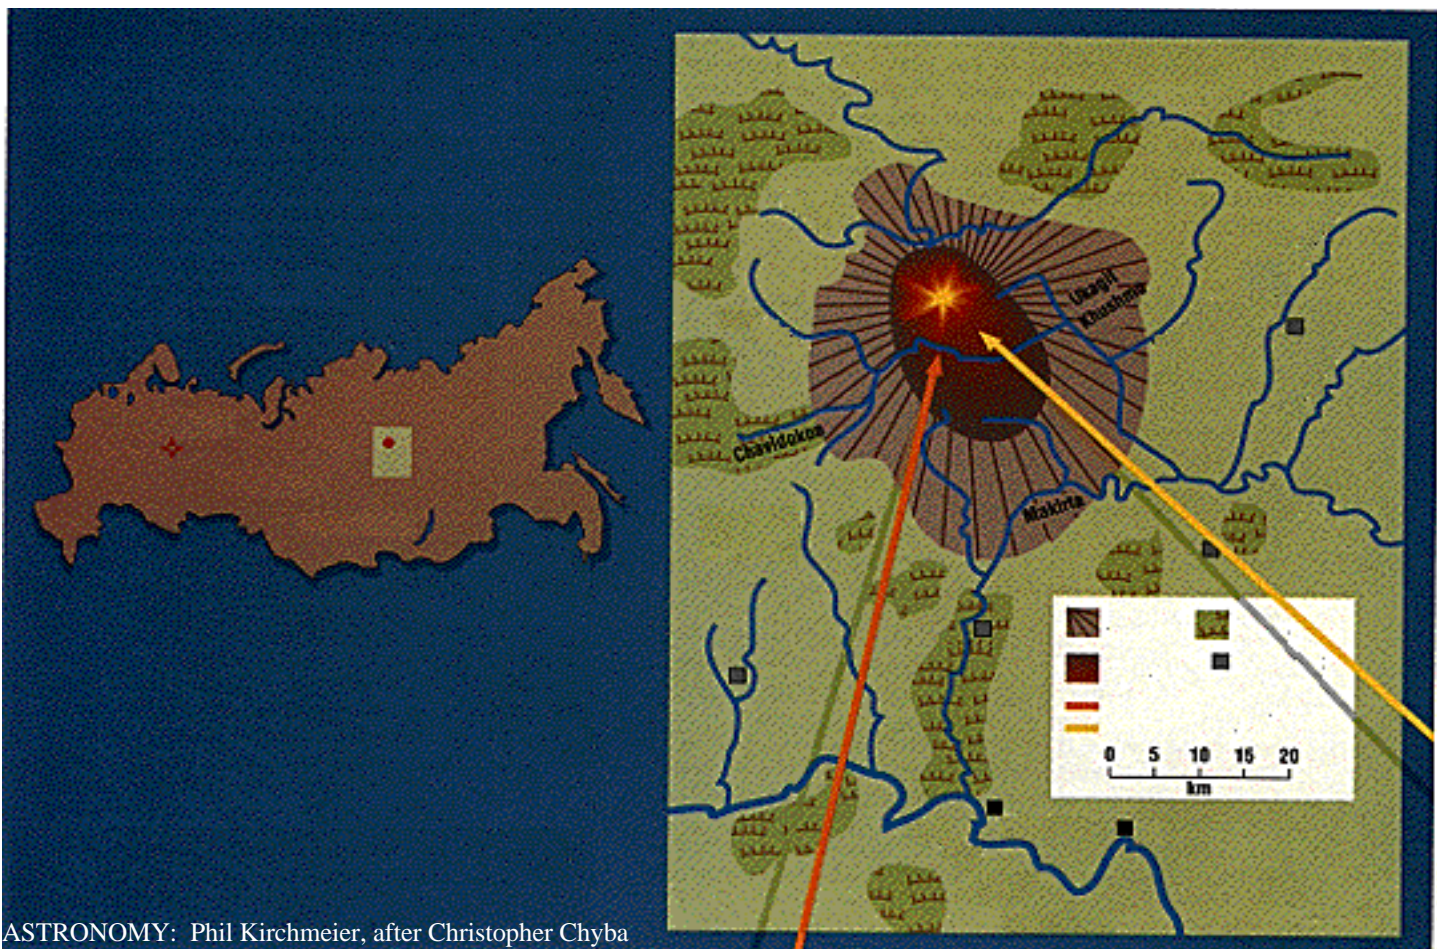 Ukagit
Khushmo
Chavidokon
Makirta
0 5 10 15 20
km
ASTRONOMY: Phil Kirchmeier, after Christopher Chyba